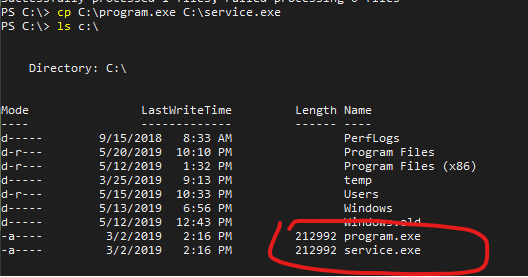 Successfully processed 1 files; Failed processing 0 files
PS C:\> cp C:\program.exe C:\service.exe
PS C:\> ls c:\
Directory: C:\
Mode LastWriteTime Length Name
---- ------------- ------ ----
d----- 9/15/2018 8:33 AM PerfLogs
d-r--- 5/20/2019 10:10 PM Program Files
d-r--- 5/12/2019 1:32 PM Program Files (x86)
d----- 3/25/2019 9:13 PM temp
d-r--- 5/15/2019 10:33 PM Users
d----- 5/13/2019 6:56 PM Windows
d----- 5/12/2019 12:43 PM Windows.old
-a---- 3/2/2019 2:16 PM 212992 program.exe
-a---- 3/2/2019 2:16 PM 212992 service.exe